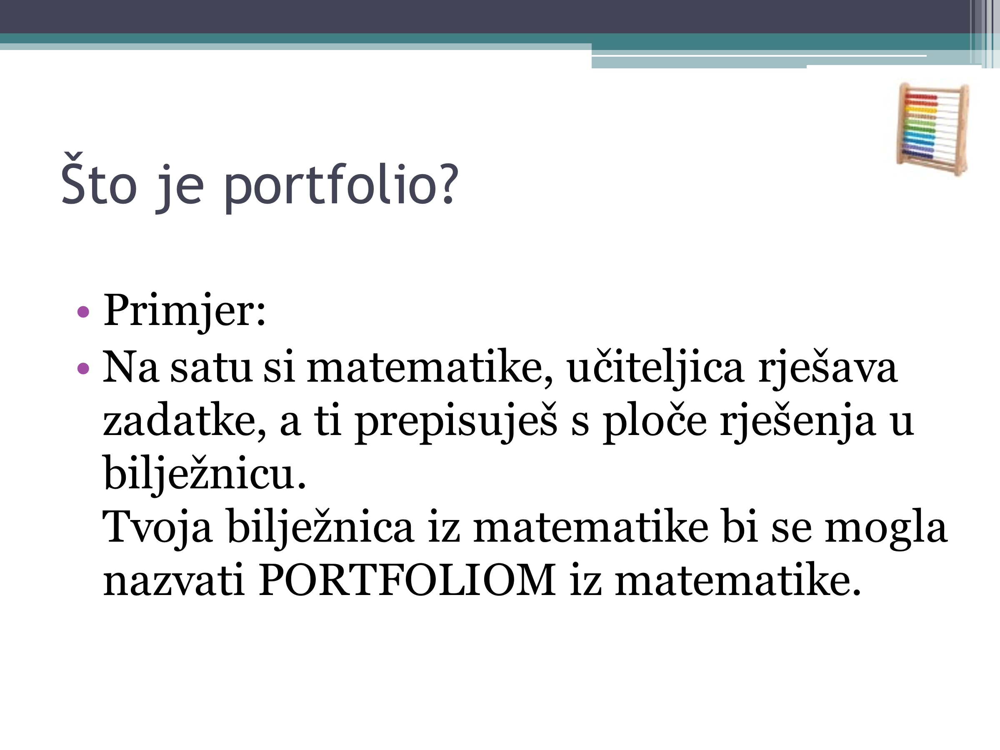 Što je portfolio?
• Primjer:
• Na satu si matematike, učiteljica rješava
zadatke, a ti prepisuješ s ploče rješenja u
bilježnicu.
Tvoja bilježnica iz matematike bi se mogla
nazvati PORTFOLIOM iz matematike.